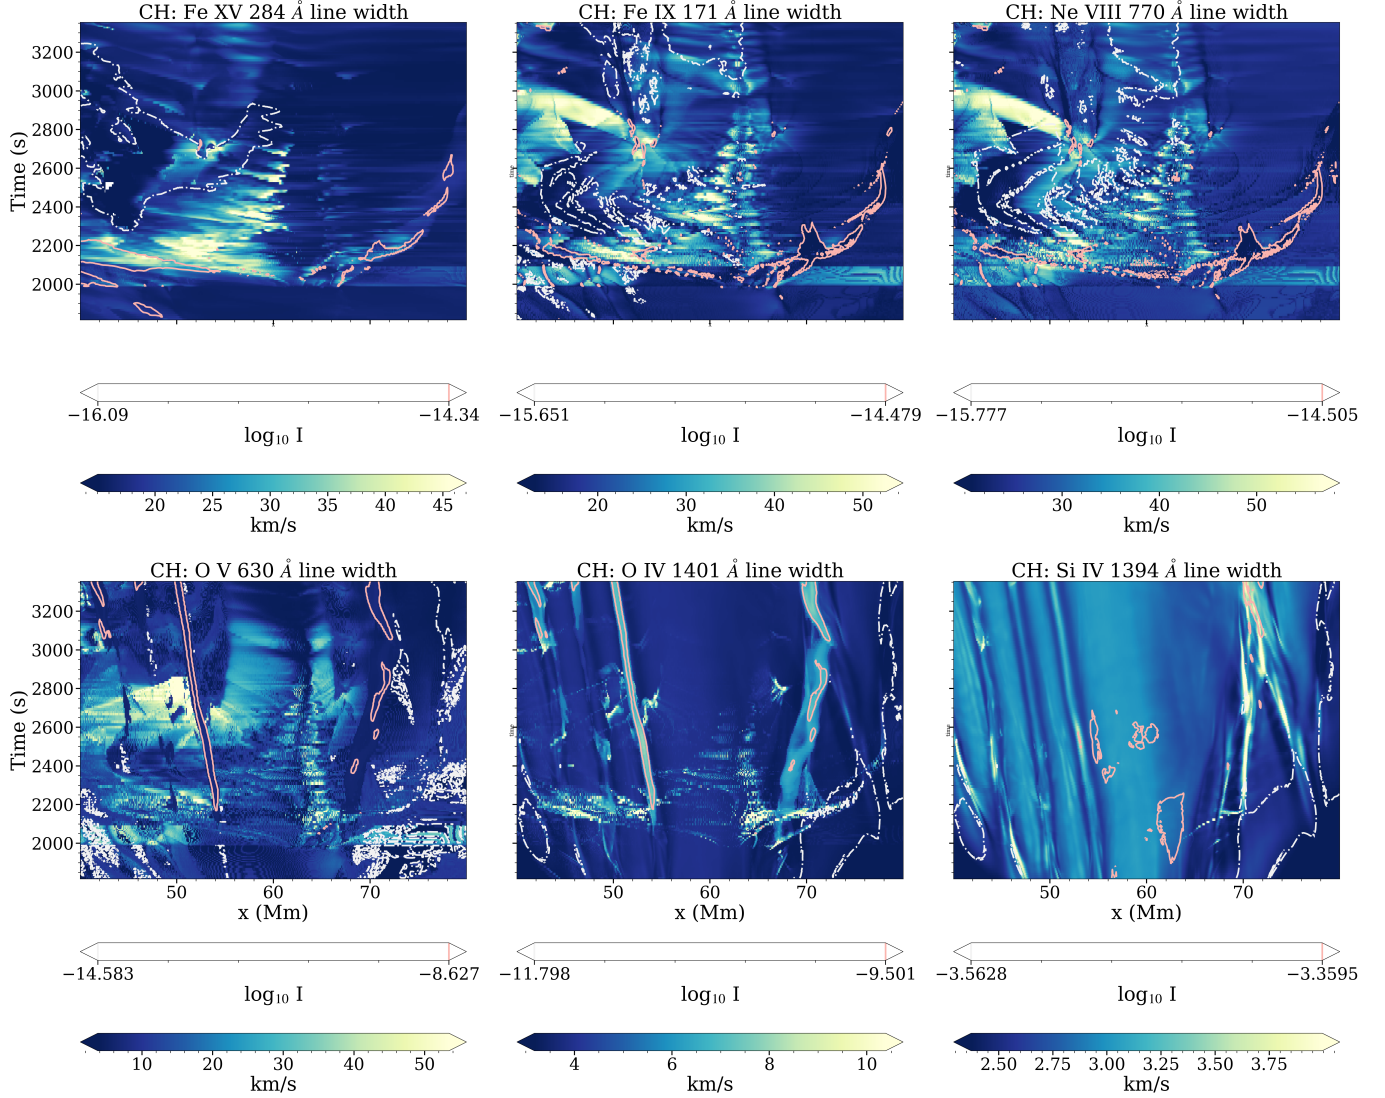 CH: Fe XV 284 Å line width
CH: Fe IX 171 Å line width
CH: Ne VIII 770 Å line width
Time (s)
3200
3000
2800
2600
2400
2200
2000
time
time
−16.09 −14.34
log₁₀ I
−15.651 −14.479
log₁₀ I
−15.777 −14.505
log₁₀ I
20 25 30 35 40 45
km/s
20 30 40 50
km/s
30 40 50
km/s
CH: O V 630 Å line width
CH: O IV 1401 Å line width
CH: Si IV 1394 Å line width
Time (s)
3200
3000
2800
2600
2400
2200
2000
time
time
50 60 70
x (Mm)
50 60 70
x (Mm)
50 60 70
x (Mm)
−14.583 −8.627
log₁₀ I
−11.798 −9.501
log₁₀ I
−3.5628 −3.3595
log₁₀ I
10 20 30 40 50
km/s
4 6 8 10
km/s
2.50 2.75 3.00 3.25 3.50 3.75
km/s